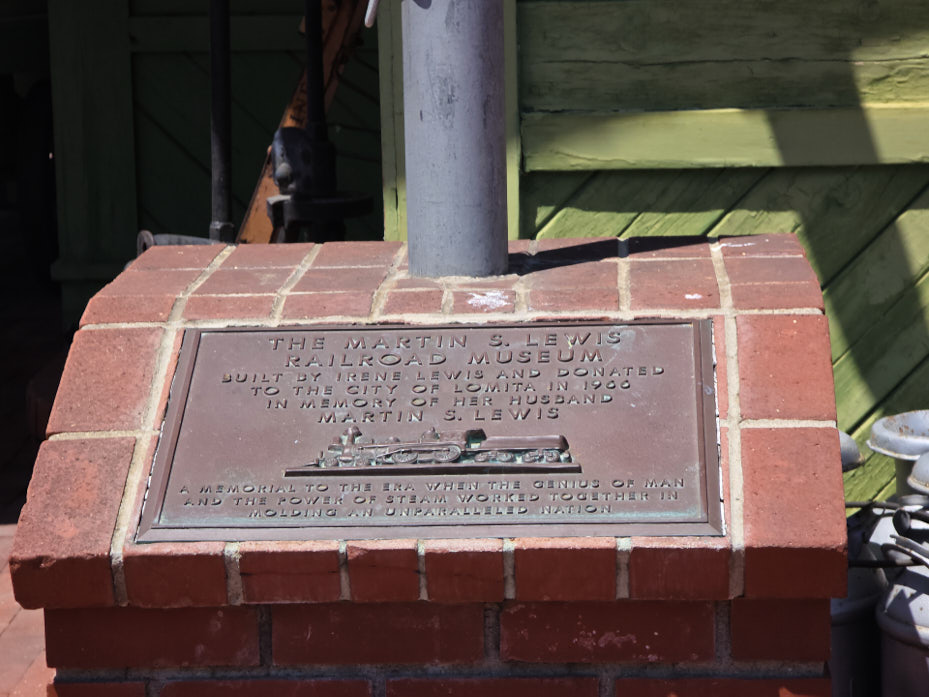 THE MARTIN S. LEWIS
RAILROAD MUSEUM
BUILT BY IRENE LEWIS AND DONATED
TO THE CITY OF LOMITA IN 1966
IN MEMORY OF HER HUSBAND
MARTIN S. LEWIS
A MEMORIAL TO THE ERA WHEN THE GENIUS OF MAN
AND THE POWER OF STEAM WORKED TOGETHER IN
MOLDING AN UNPARALLELED NATION